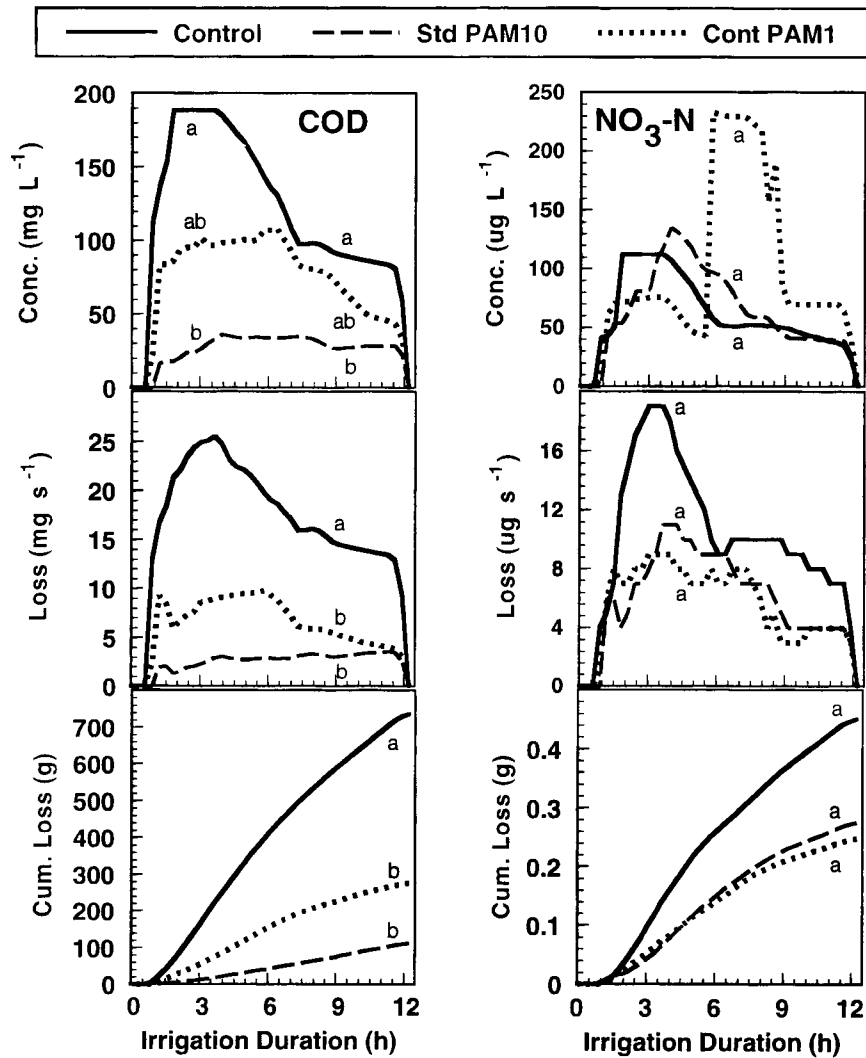 Control Std PAM10 Cont PAM1
COD
200
150
100
50
0
Conc. (mg L⁻¹)
a
ab
a
b
ab
b
NO₃-N
250
200
150
100
50
0
Conc. (ug L⁻¹)
a
a
a
25
20
15
10
5
0
Loss (mg s⁻¹)
a
b
b
16
12
8
4
0
Loss (ug s⁻¹)
a
a
a
700
600
500
400
300
200
100
0
Cum. Loss (g)
a
b
b
0 3 6 9 12
Irrigation Duration (h)
0.4
0.3
0.2
0.1
0
Cum. Loss (g)
a
a
a
0 3 6 9 12
Irrigation Duration (h)